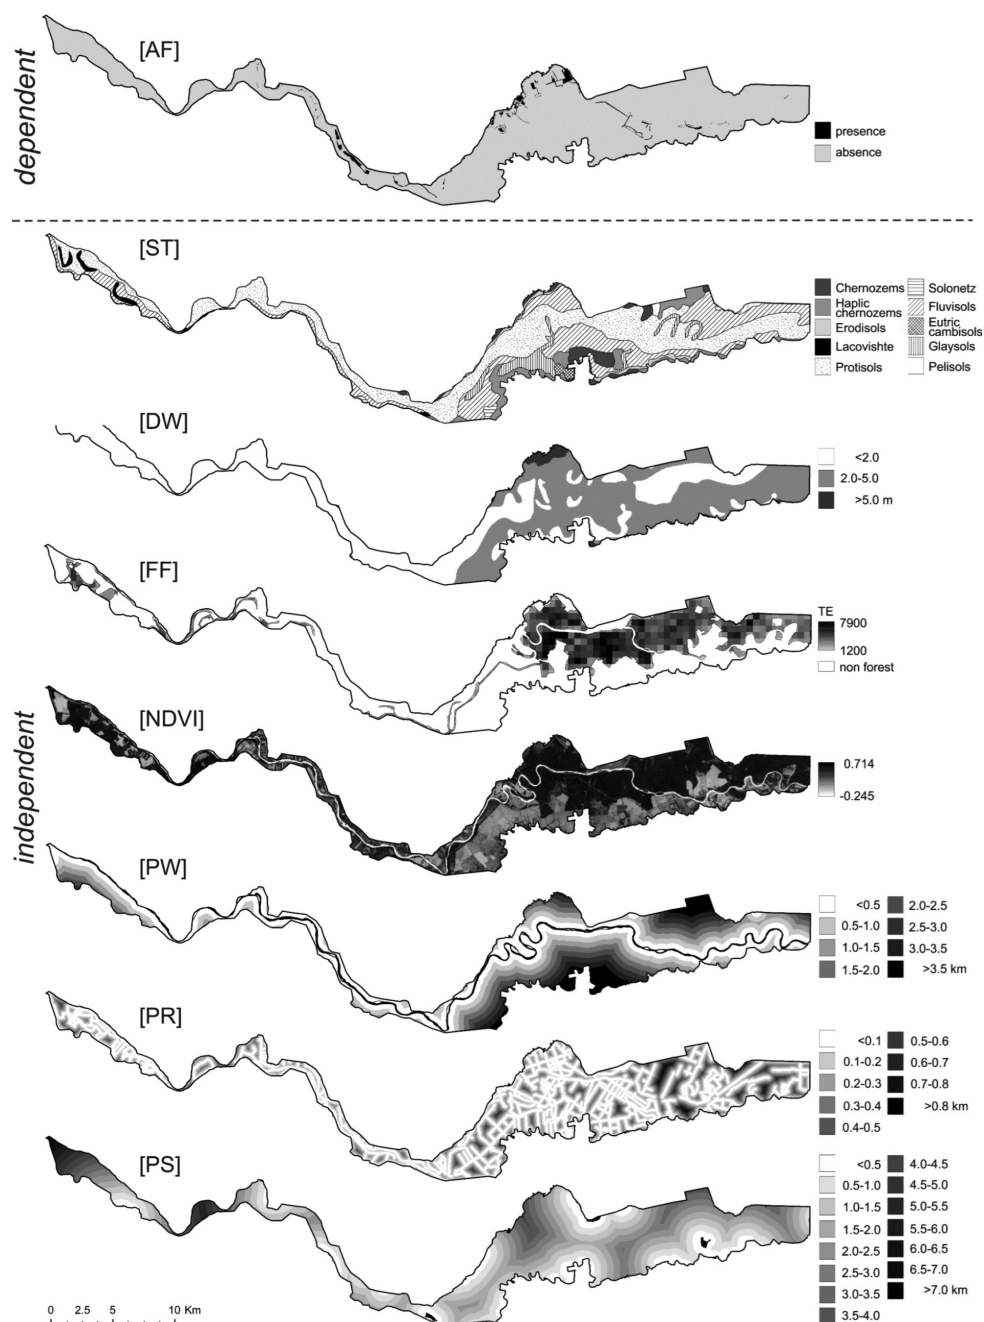 dependent
[AF]
presence
absence
independent
[ST]
Chernozems
Haplic
chernozems
Erodisols
Lacovishte
Protisols
Solonetz
Fluvisols
Eutric
cambisols
Glaysols
Pelisols
[DW]
<2.0
2.0-5.0
>5.0 m
[FF]
TE
7900
1200
non forest
[NDVI]
0.714
-0.245
[PW]
<0.5
0.5-1.0
1.0-1.5
1.5-2.0
2.0-2.5
2.5-3.0
3.0-3.5
>3.5 km
[PR]
<0.1
0.1-0.2
0.2-0.3
0.3-0.4
0.4-0.5
0.5-0.6
0.6-0.7
0.7-0.8
>0.8 km
[PS]
<0.5
0.5-1.0
1.0-1.5
1.5-2.0
2.0-2.5
2.5-3.0
3.0-3.5
3.5-4.0
4.0-4.5
4.5-5.0
5.0-5.5
5.5-6.0
6.0-6.5
6.5-7.0
>7.0 km
0 2.5 5 10 Km